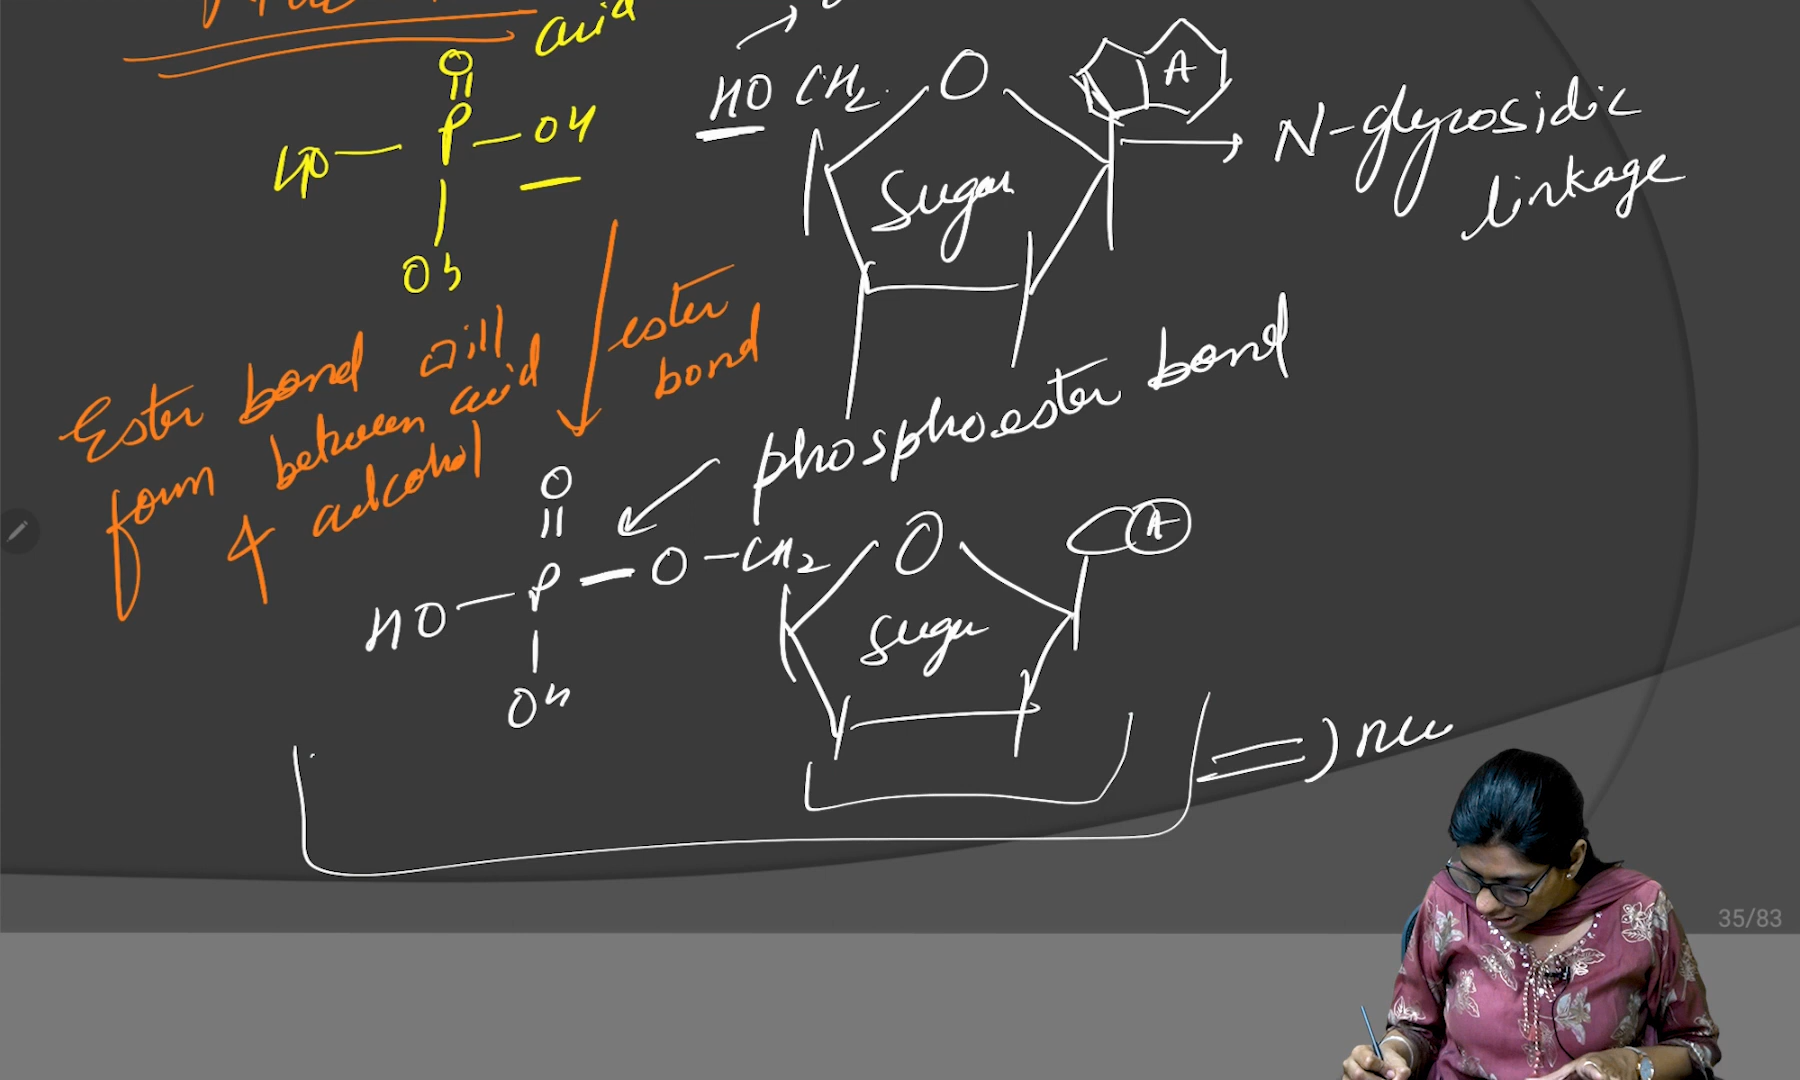 acid
O
HO CH2 O A
P - OH
HO
N-glycosidic
linkage
Sugar
OH
ester
bond
Ester bond will
form between acid
& adcohol
phosphoester bond
O
HO - P - O - CH2 O A
Sugar
OH
=) nu
35/83